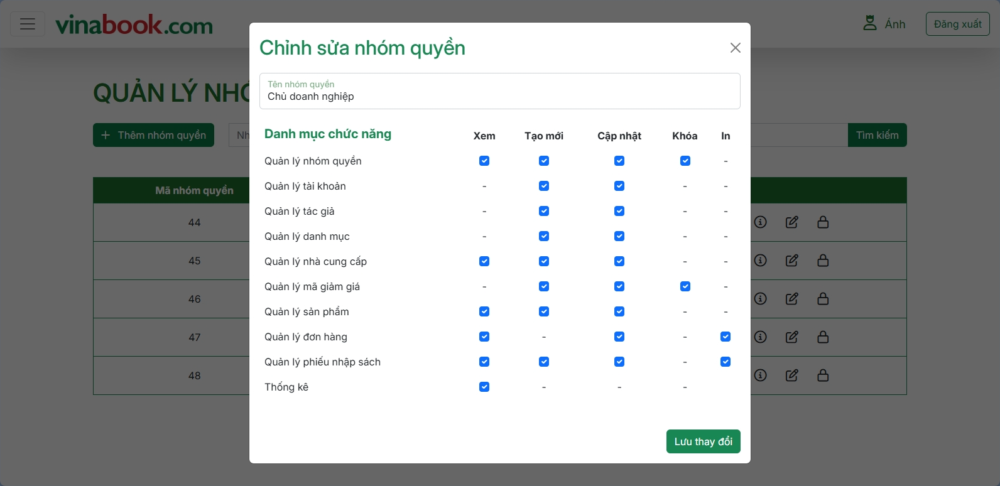 vinabook.com
Ánh
Đăng xuất
Chỉnh sửa nhóm quyền
Tên nhóm quyền
Chủ doanh nghiệp
QUẢN LÝ NHÓ
+ Thêm nhóm quyền
Nh
Tìm kiếm
Danh mục chức năng Xem Tạo mới Cập nhật Khóa In
Quản lý nhóm quyền -
Quản lý tài khoản - - -
Quản lý tác giả - - -
Quản lý danh mục - - -
Quản lý nhà cung cấp - -
Quản lý mã giảm giá - -
Quản lý sản phẩm - -
Quản lý đơn hàng - -
Quản lý phiếu nhập sách -
Thống kê - - -
Lưu thay đổi
Mã nhóm quyền
44
45
46
47
48